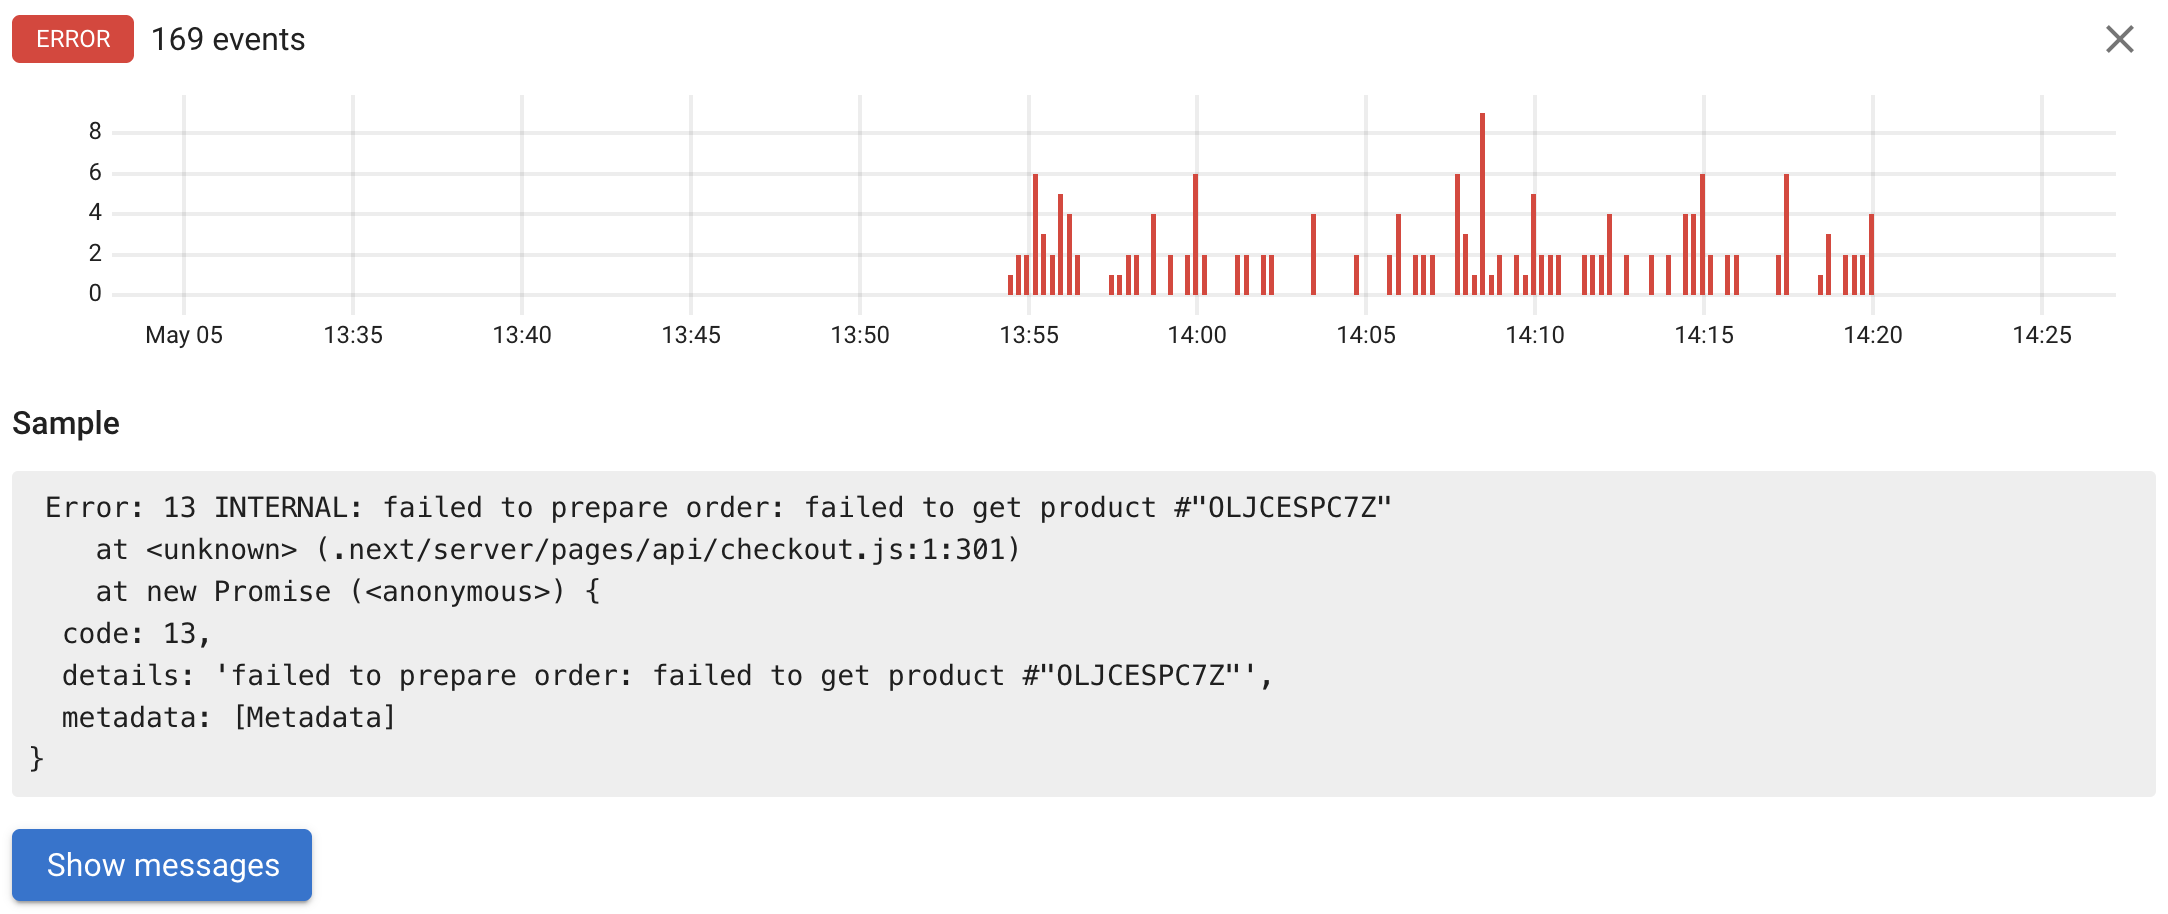 ERROR 169 events
8
6
4
2
0
May 05 13:35 13:40 13:45 13:50 13:55 14:00 14:05 14:10 14:15 14:20 14:25
Sample
Error: 13 INTERNAL: failed to prepare order: failed to get product #"OLJCESPC7Z"
at <unknown> (.next/server/pages/api/checkout.js:1:301)
at new Promise (<anonymous>) {
code: 13,
details: 'failed to prepare order: failed to get product #"OLJCESPC7Z"',
metadata: [Metadata]
}
Show messages